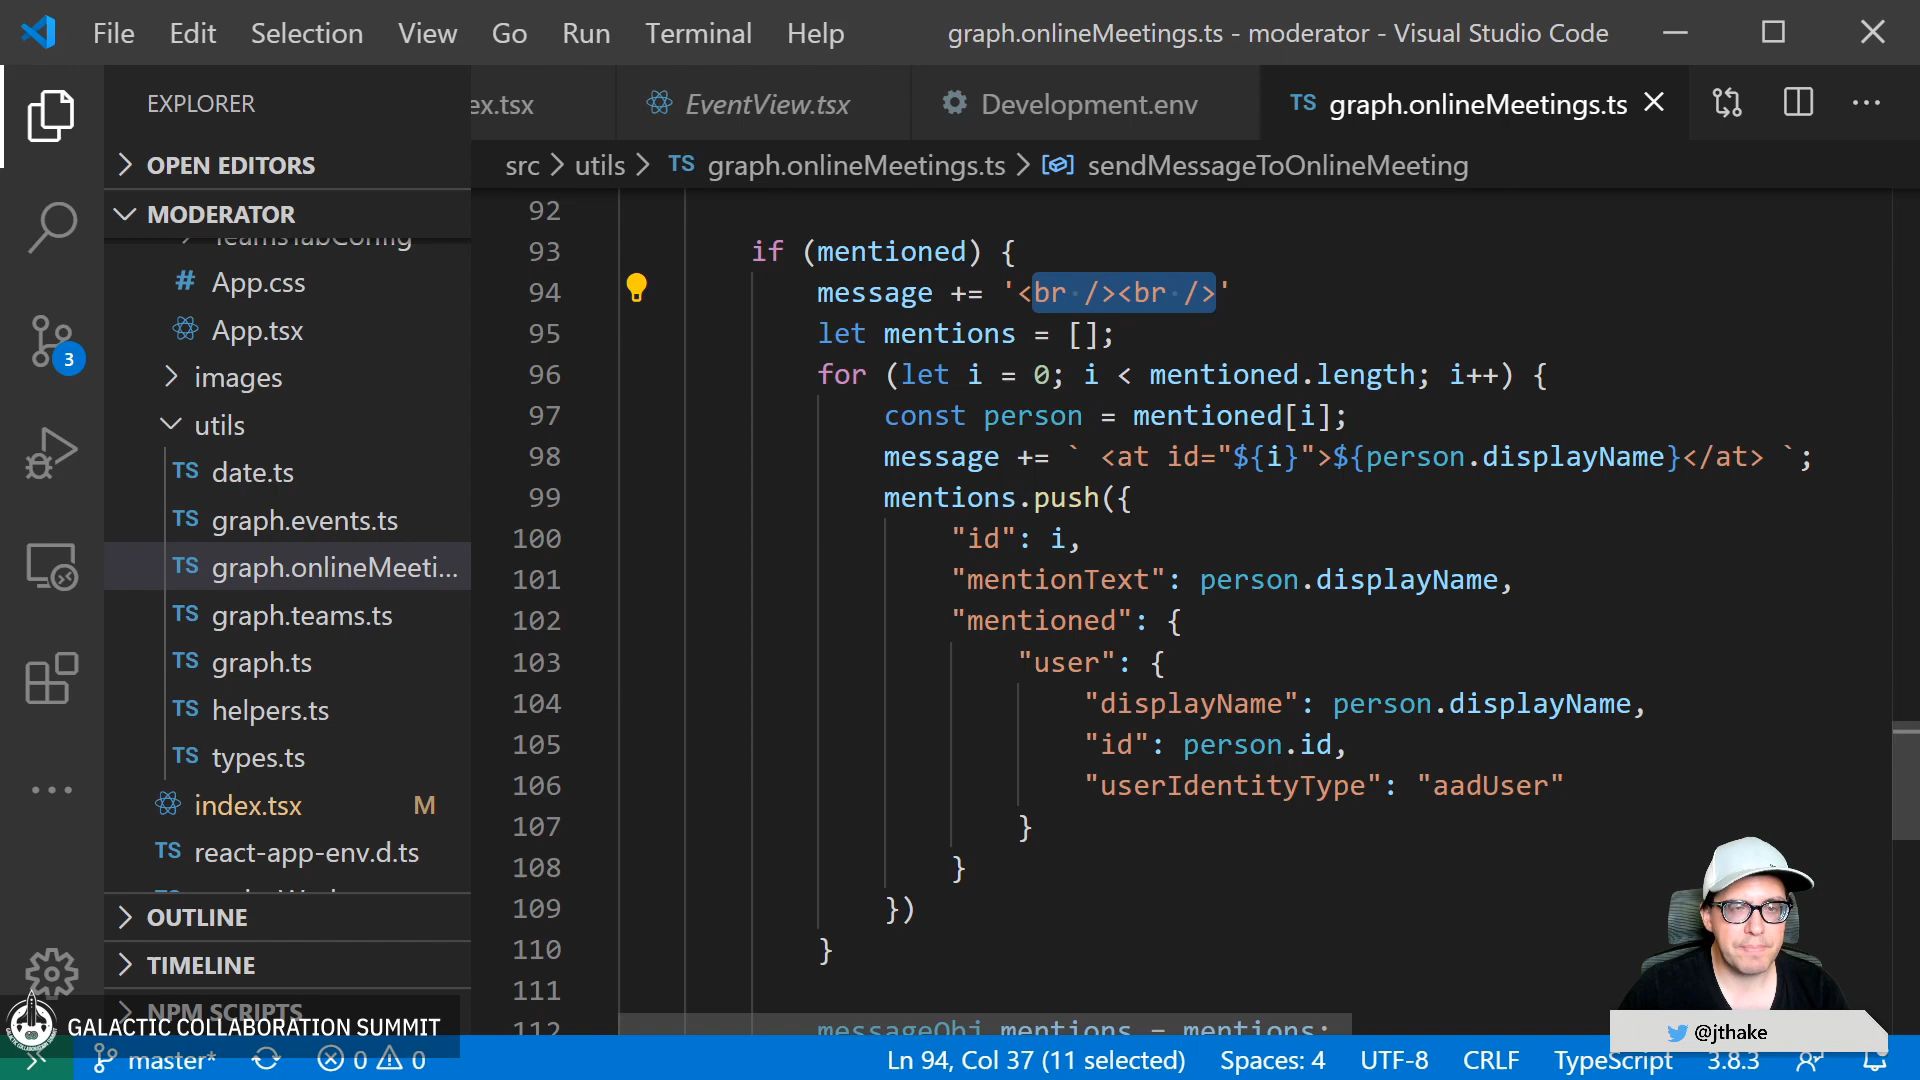 File Edit Selection View Go Run Terminal Help
graph.onlineMeetings.ts - moderator - Visual Studio Code
EXPLORER
ex.tsx
EventView.tsx
Development.env
TS graph.onlineMeetings.ts
OPEN EDITORS
src > utils > TS graph.onlineMeetings.ts > sendMessageToOnlineMeeting
MODERATOR
TeamsTabConfig
# App.css
App.tsx
images
utils
TS date.ts
TS graph.events.ts
TS graph.onlineMeeti...
TS graph.teams.ts
TS graph.ts
TS helpers.ts
TS types.ts
index.tsx M
TS react-app-env.d.ts
OUTLINE
TIMELINE
NPM SCRIPTS
3
92
93 if (mentioned) {
94 message += '<br /><br />'
95 let mentions = [];
96 for (let i = 0; i < mentioned.length; i++) {
97 const person = mentioned[i];
98 message += ` <at id="${i}">${person.displayName}</at> `;
99 mentions.push({
100 "id": i,
101 "mentionText": person.displayName,
102 "mentioned": {
103 "user": {
104 "displayName": person.displayName,
105 "id": person.id,
106 "userIdentityType": "aadUser"
107 }
108 }
109 })
110 }
111
112 messageObj.mentions = mentions;
GALACTIC COLLABORATION SUMMIT
@jthake
master* 0 0
Ln 94, Col 37 (11 selected) Spaces: 4 UTF-8 CRLF TypeScript 3.8.3